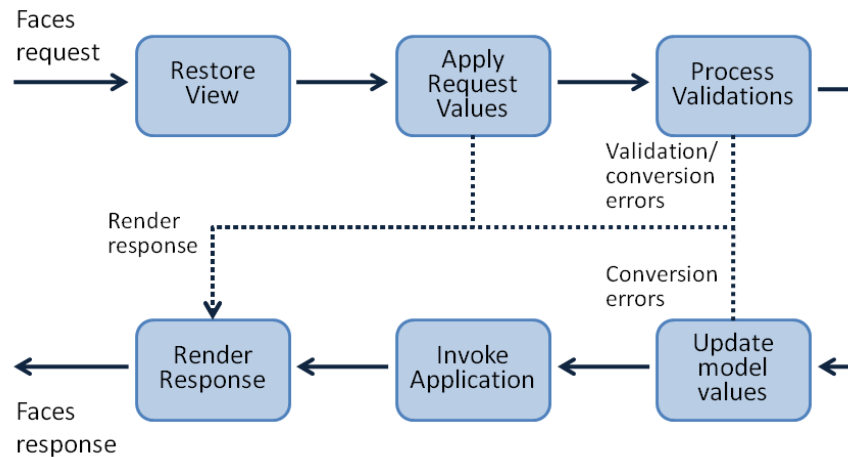 Faces
request
Restore
View
Apply
Request
Values
Process
Validations
Validation/
conversion
errors
Render
response
Conversion
errors
Render
Response
Invoke
Application
Update
model
values
Faces
response